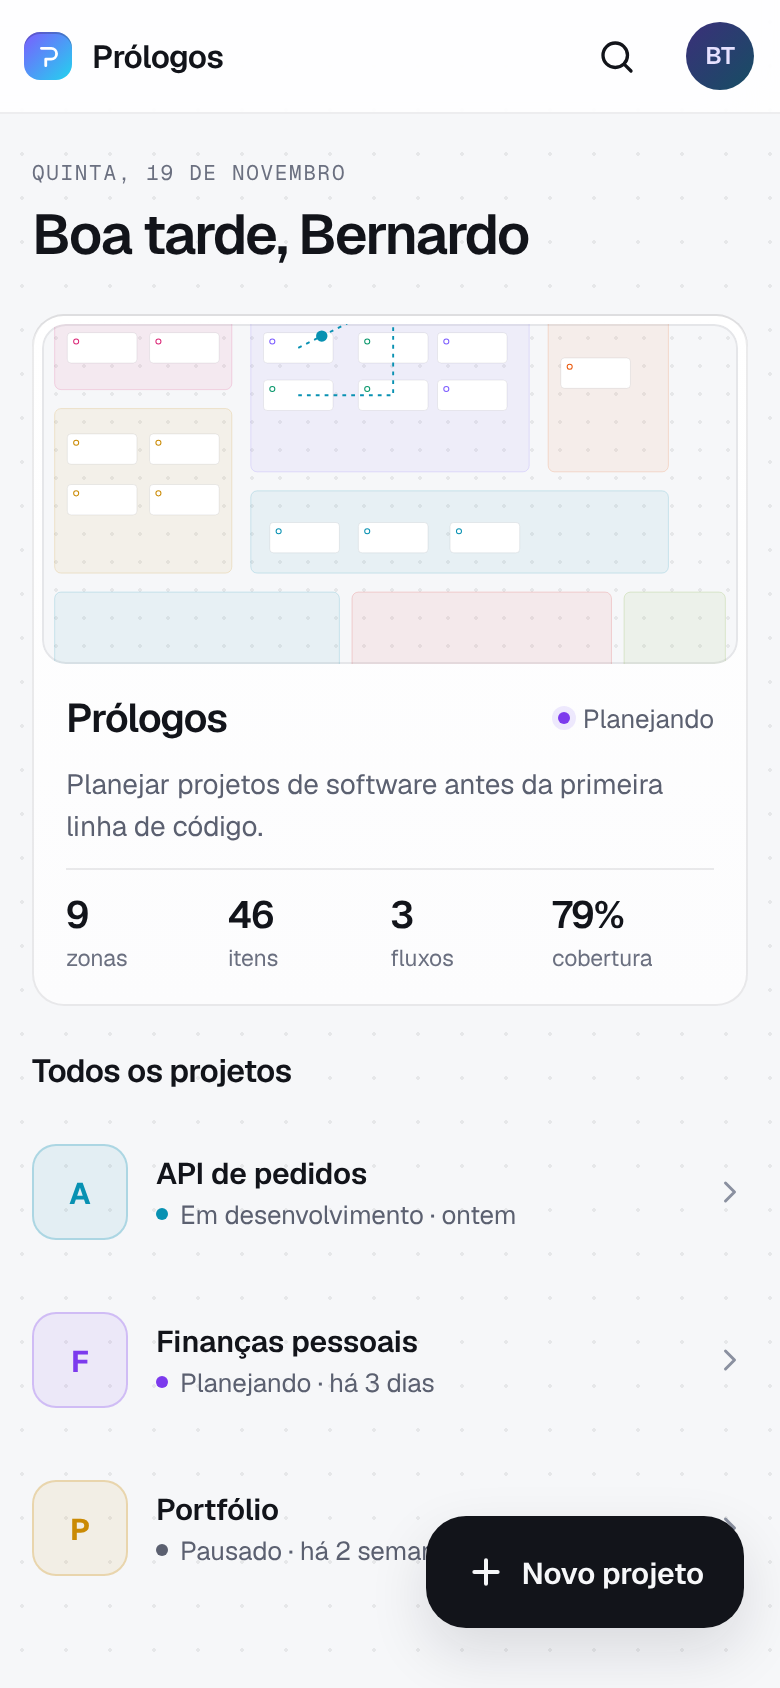 Prólogos
BT
QUINTA, 19 DE NOVEMBRO
Boa tarde, Bernardo
Prólogos
Planejando
Planejar projetos de software antes da primeira
linha de código.
9 46 3 79%
zonas itens fluxos cobertura
Todos os projetos
A
API de pedidos
Em desenvolvimento · ontem
F
Finanças pessoais
Planejando · há 3 dias
P
Portfólio
Pausado · há 2
Novo projeto